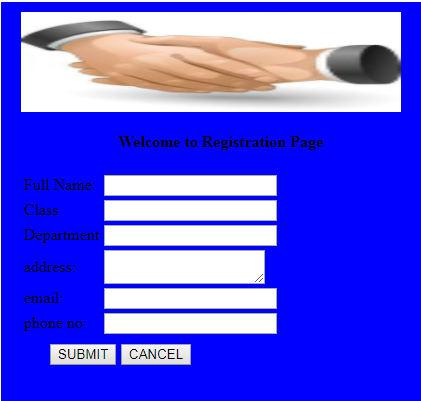 Welcome to Registration Page
Full Name:
Class
Department
address:
email:
phone no:
SUBMIT CANCEL